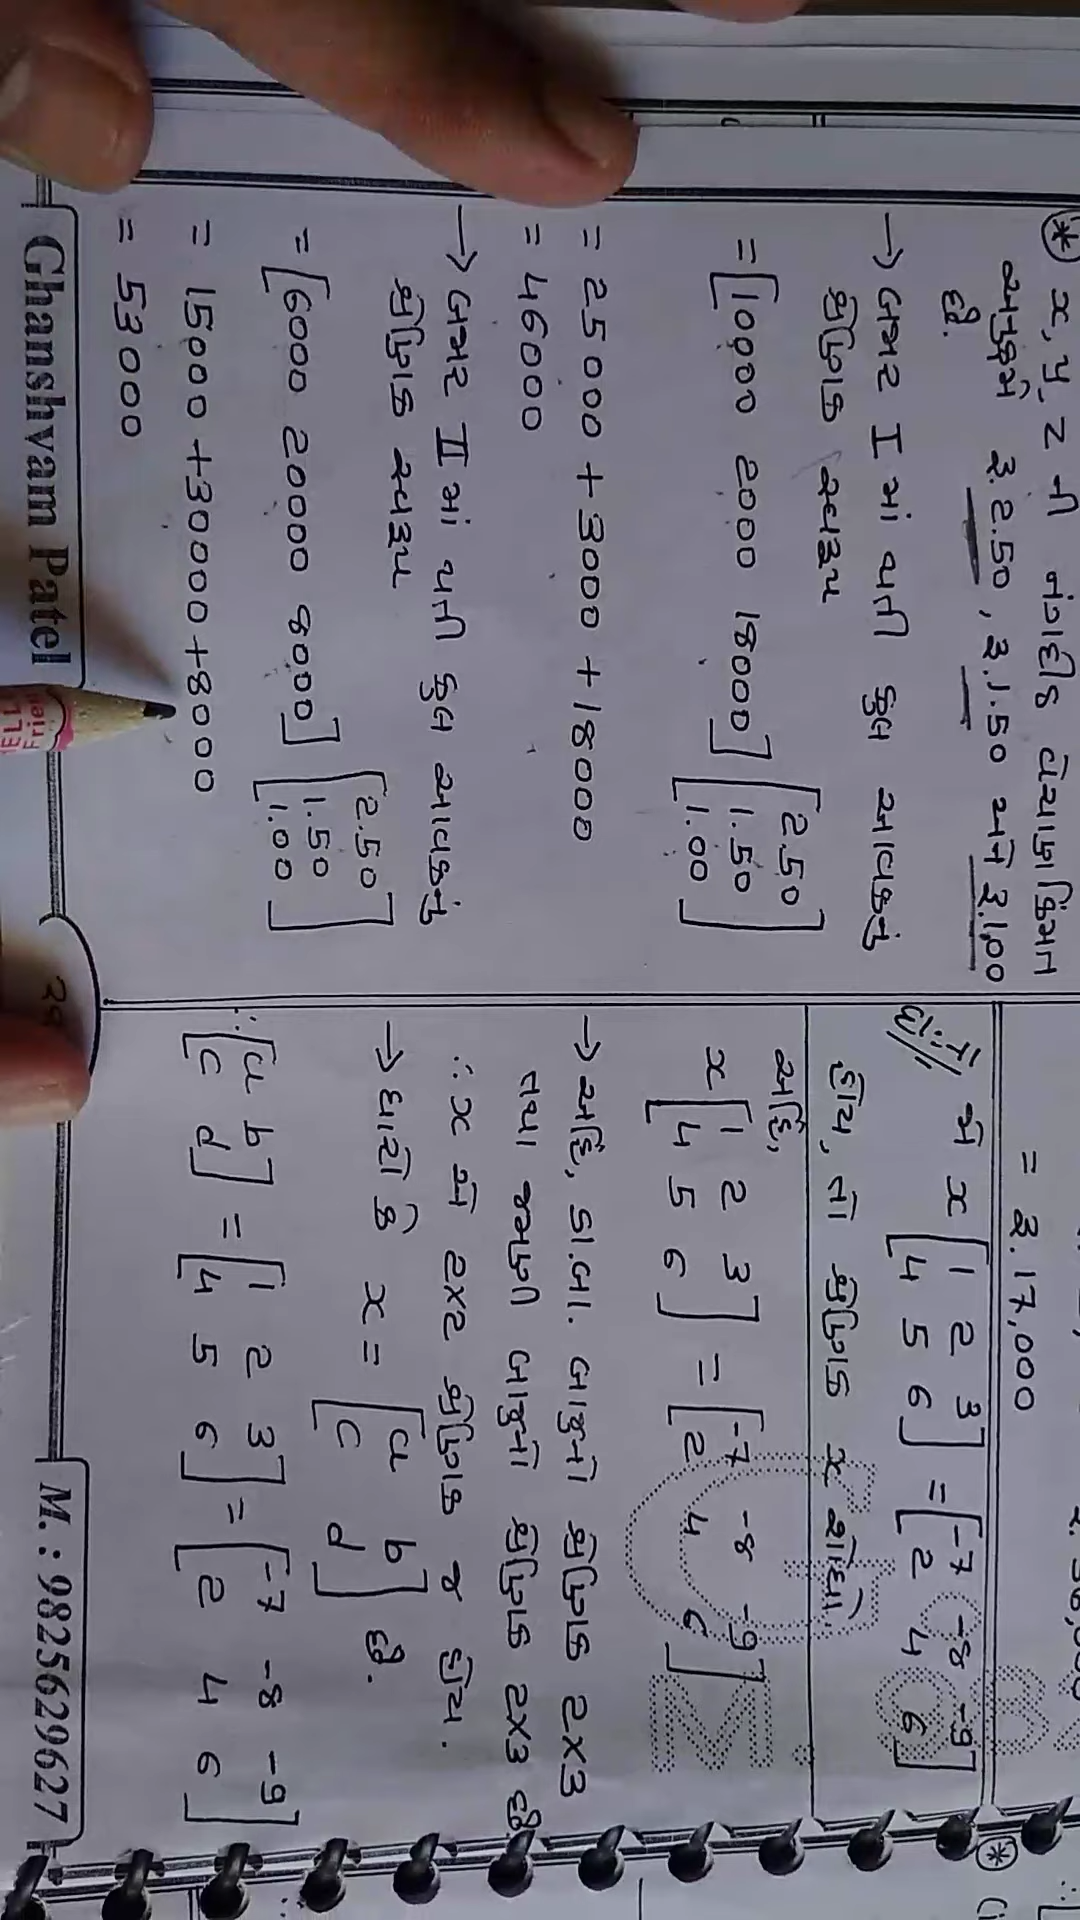 * x, y, z ની નંગદીઠ વેચાણ કિંમત
અનુક્રમે રૂ. 2.50, રૂ. 1.50 અને રૂ. 1.00
છે.
→ બજાર I માં થતી કુલ આવકનું
શ્રેણિક સ્વરૂપ
= [10000 2000 18000] [2.50
1.50
1.00]
= 25000 + 3000 + 18000
= 46000
→ બજાર II માં થતી કુલ આવકનું
શ્રેણિક સ્વરૂપ
= [6000 20000 8000] [2.50
1.50
1.00]
= 15000 + 30000 + 8000
= 53000
Ghanshyam Patel
= રૂ. 17,000
જો x [1 2 3
4 5 6] = [-7 -8 -9
2 4 6]
હોય, તો શ્રેણિક x શોધો.
અહિં,
x [1 2 3
4 5 6] = [-7 -8 -9
2 4 6]
→ અહિં, ડા.બા. બાજુનો શ્રેણિક 2×3
તથા જમણી બાજુનો શ્રેણિક 2×3 છે
∴ x એ 2×2 શ્રેણિક જ હોય.
→ ધારો કે x = [a b
c d] છે.
∴ [a b
c d] = [1 2 3
4 5 6] = [-7 -8 -9
2 4 6]
M. : 9825629627